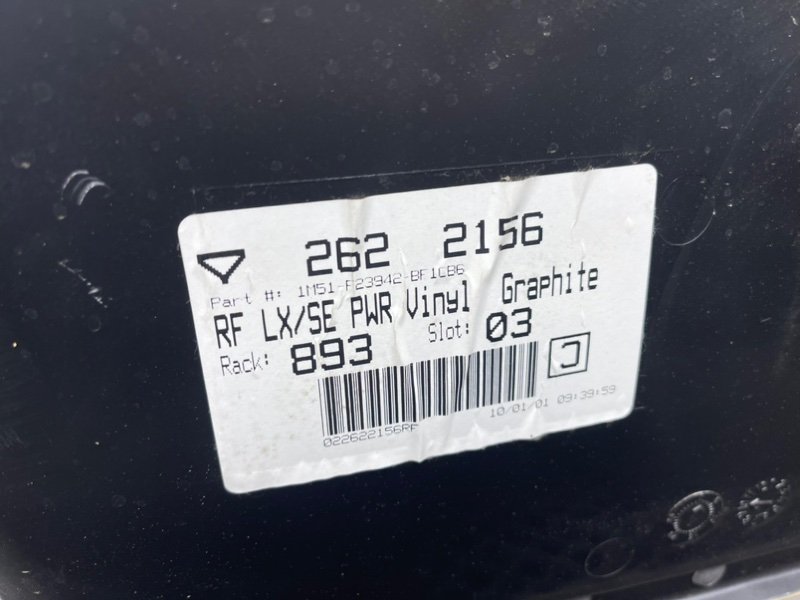 262 2156
Part #: 1M51-F23942-BF1CB6
RF LX/SE PWR Vinyl Graphite
Rack: 893 Slot: 03
022622156RF
10/01/01 09:39:59